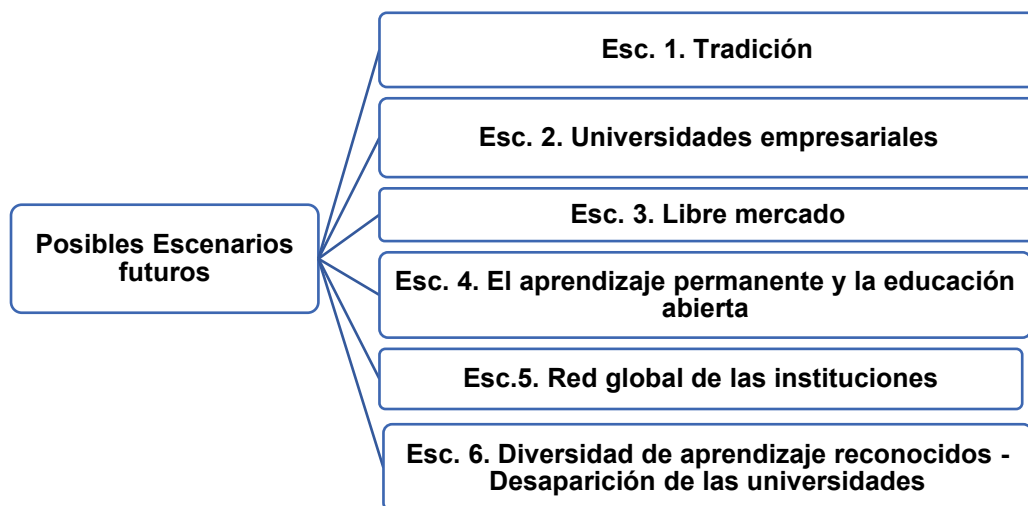 Posibles Escenarios
futuros
Esc. 1. Tradición
Esc. 2. Universidades empresariales
Esc. 3. Libre mercado
Esc. 4. El aprendizaje permanente y la educación
abierta
Esc.5. Red global de las instituciones
Esc. 6. Diversidad de aprendizaje reconocidos -
Desaparición de las universidades